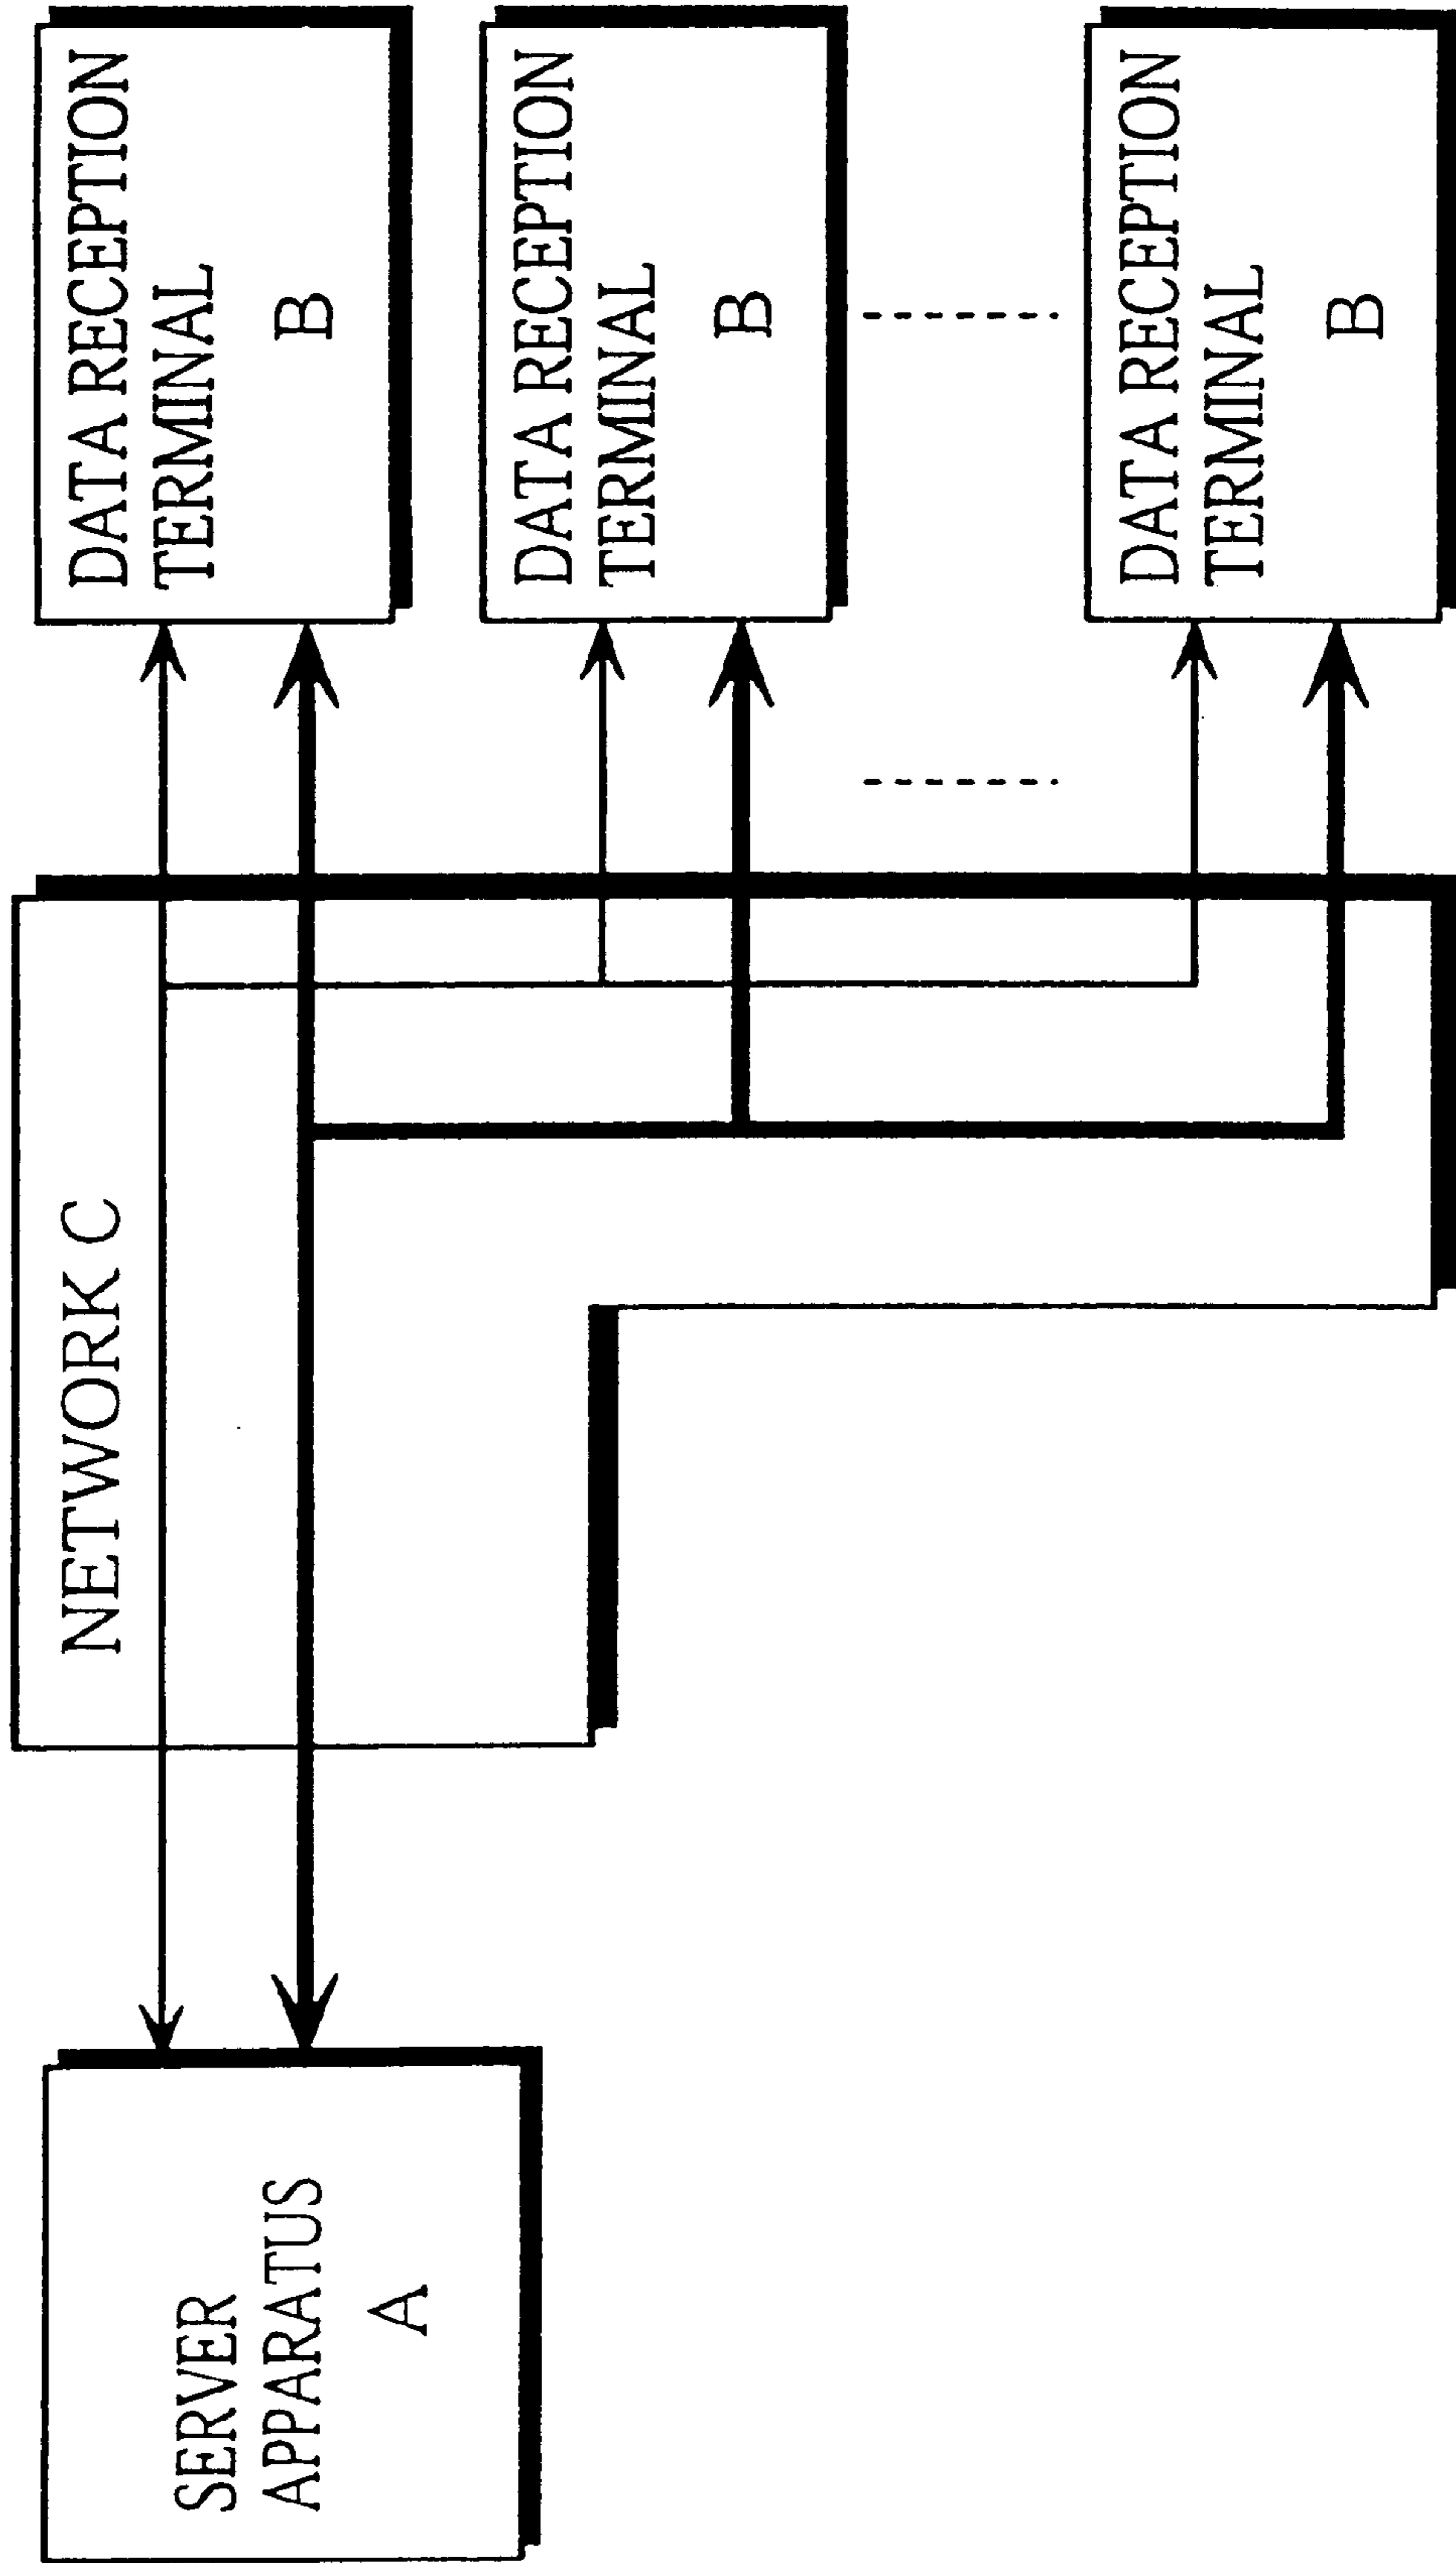 SERVER
APPARATUS
A
NETWORK C
DATA RECEPTION
TERMINAL
B
DATA RECEPTION
TERMINAL
B
DATA RECEPTION
TERMINAL
B